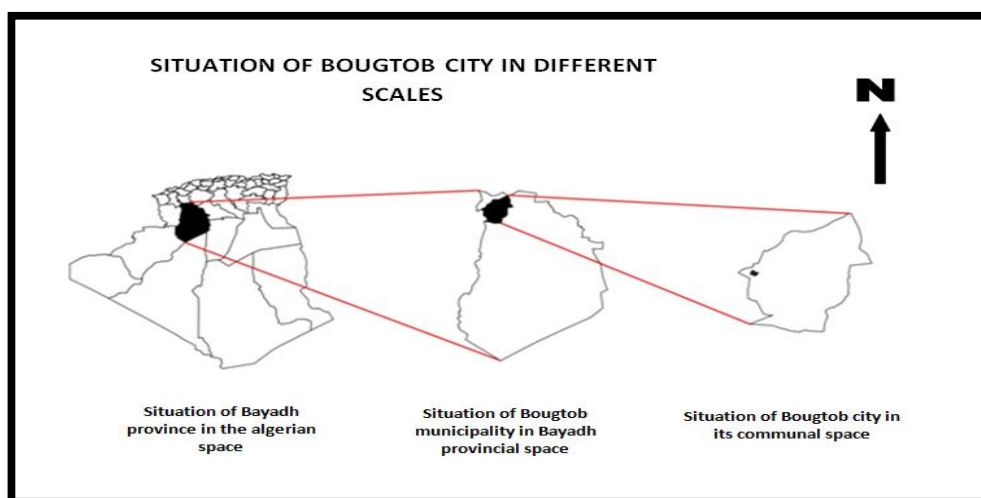 SITUATION OF BOUGTOB CITY IN DIFFERENT
SCALES
N
Situation of Bayadh
province in the algerian
space
Situation of Bougtob
municipality in Bayadh
provincial space
Situation of Bougtob city in
its communal space